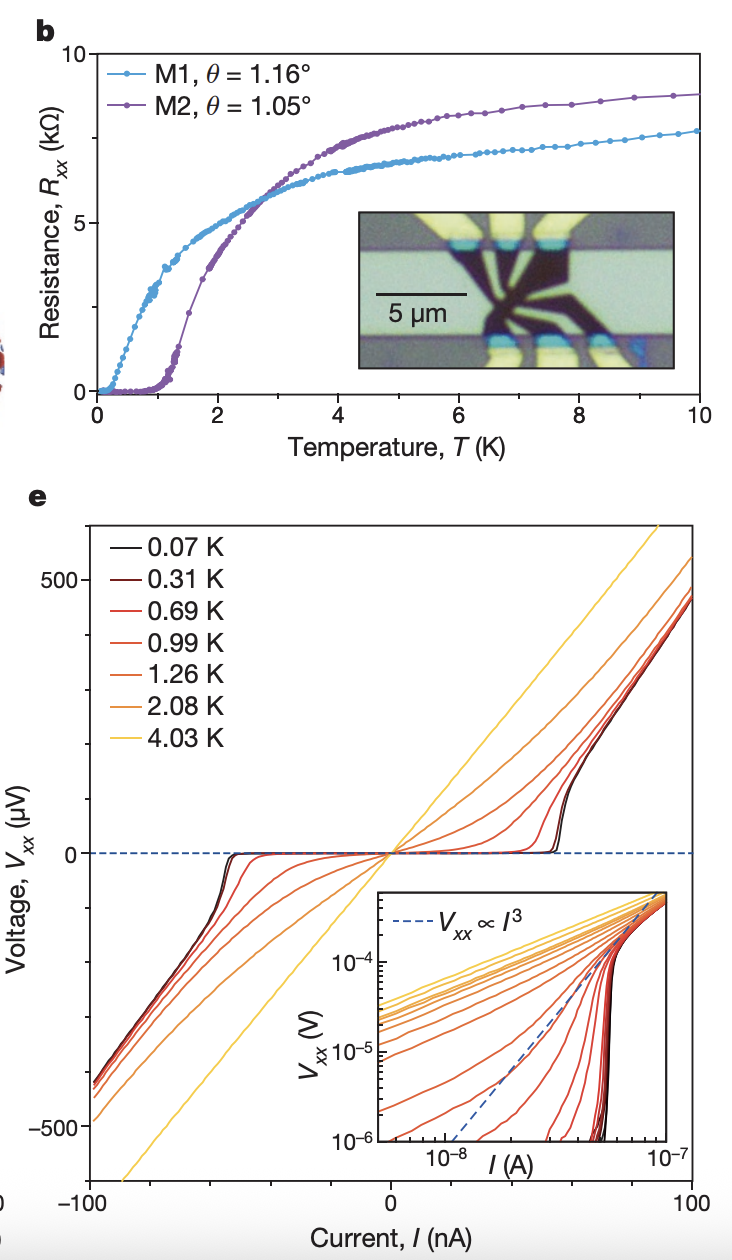 b
10
M1, θ = 1.16°
M2, θ = 1.05°
Resistance, Rxx (kΩ)
5
5 µm
0
0 2 4 6 8 10
Temperature, T (K)
e
0.07 K
0.31 K
0.69 K
0.99 K
1.26 K
2.08 K
4.03 K
500
Voltage, Vxx (µV)
0
Vxx ∝ I³
10⁻⁴
Vxx (V)
10⁻⁵
10⁻⁶
10⁻⁸ 10⁻⁷
I (A)
−500
−100 0 100
Current, I (nA)